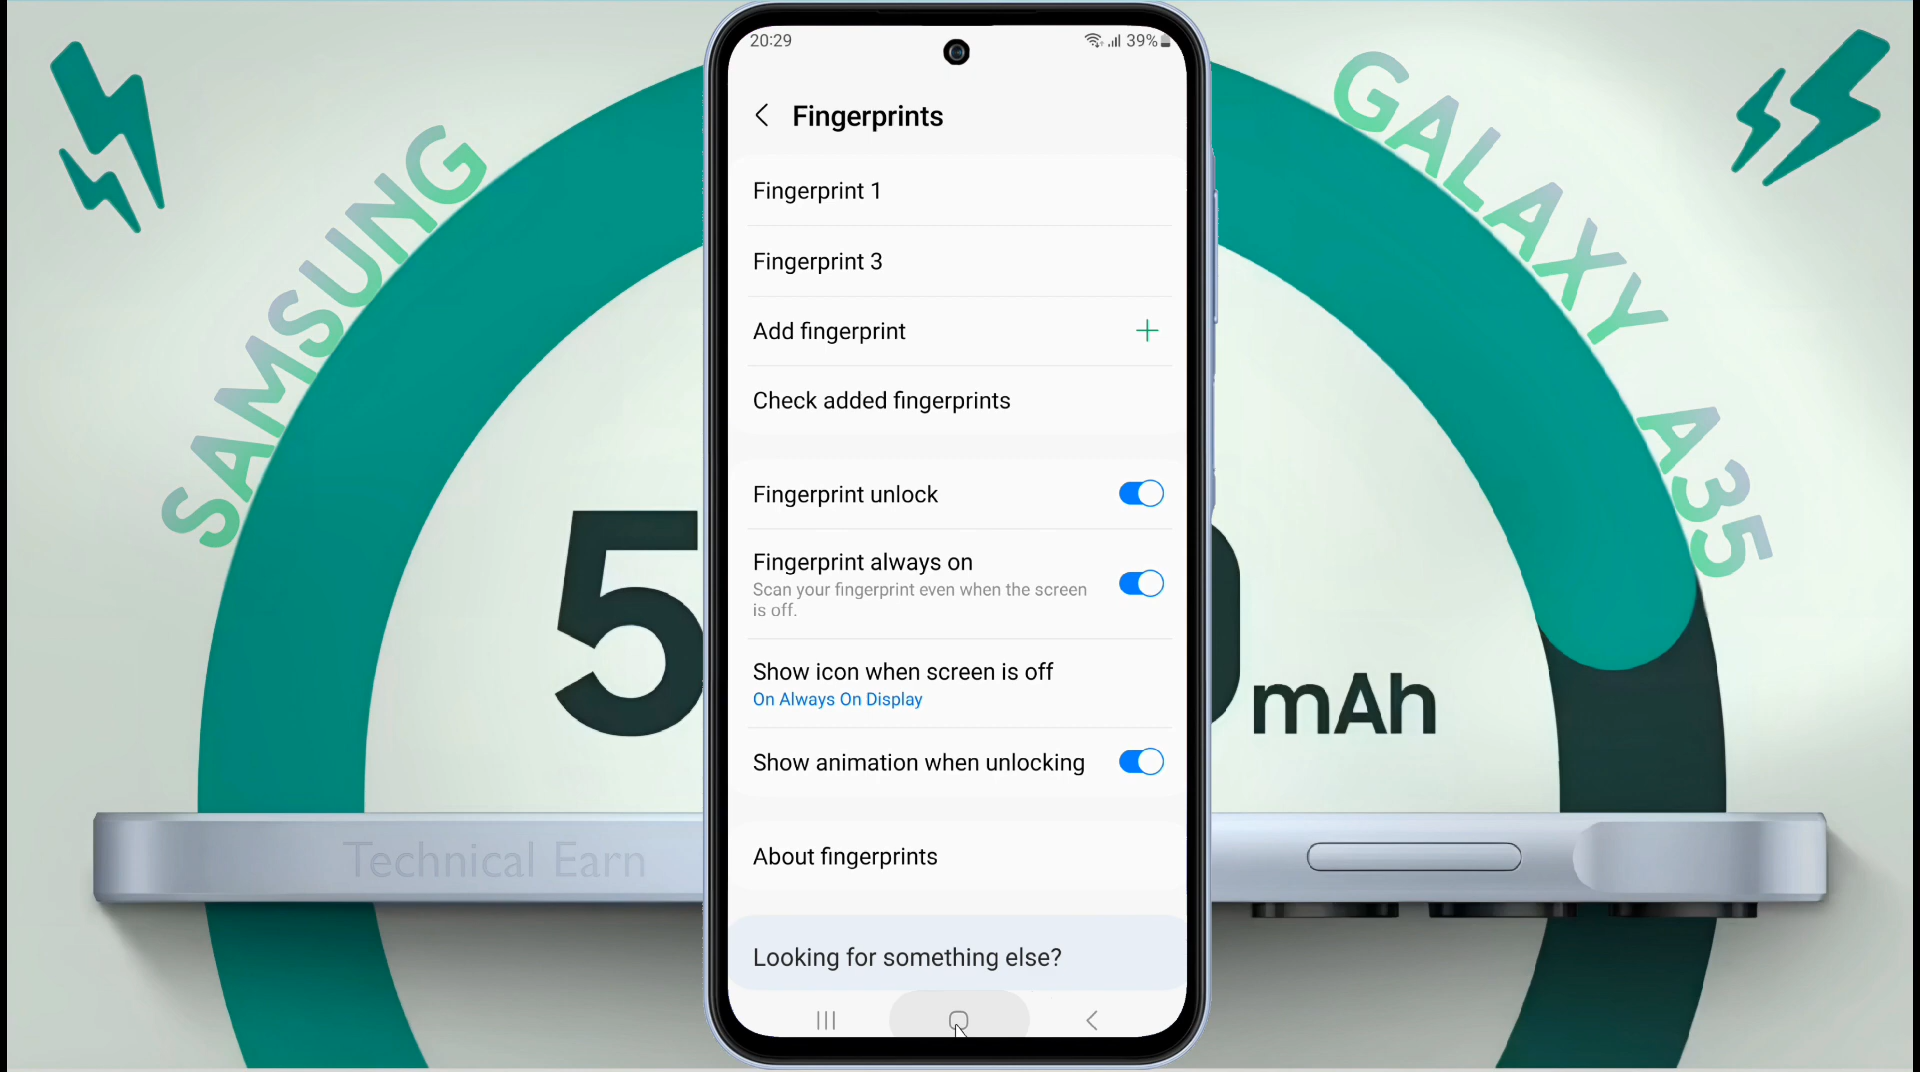 SAMSUNG
GALAXY A35
20:29
39%
Fingerprints
Fingerprint 1
Fingerprint 3
Add fingerprint
Check added fingerprints
Fingerprint unlock
Fingerprint always on
Scan your fingerprint even when the screen
is off.
Show icon when screen is off
On Always On Display
Show animation when unlocking
About fingerprints
Looking for something else?
5
mAh
Technical Earn